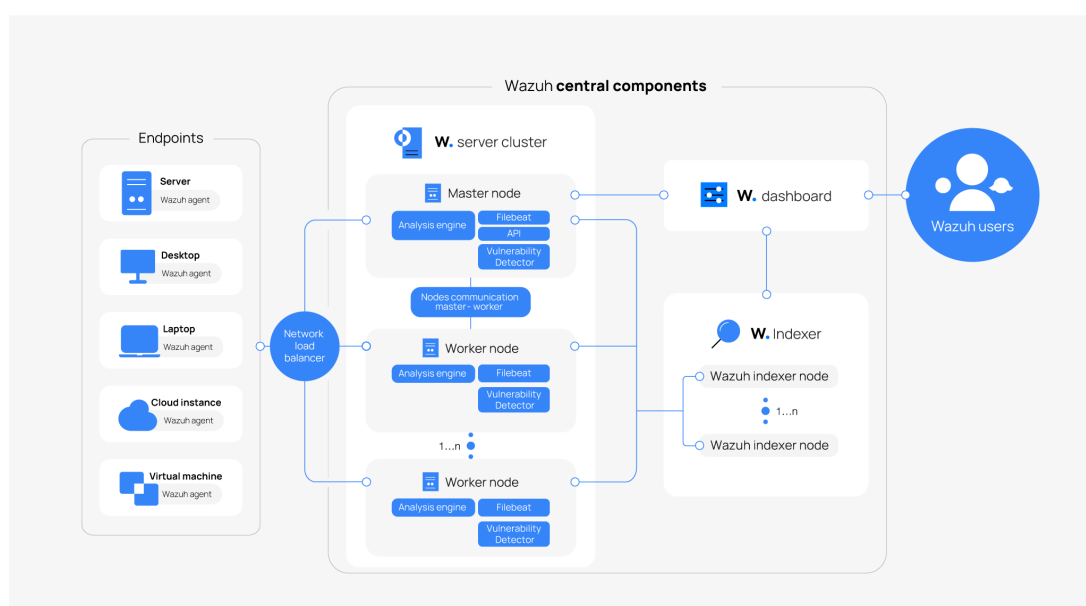 Wazuh central components
Endpoints
Server
Wazuh agent
Desktop
Wazuh agent
Laptop
Wazuh agent
Cloud instance
Wazuh agent
Virtual machine
Wazuh agent
Network
load
balancer
W. server cluster
Master node
Analysis engine
Filebeat
API
Vulnerability
Detector
Nodes communication
master - worker
Worker node
Analysis engine
Filebeat
Vulnerability
Detector
1...n
Worker node
Analysis engine
Filebeat
Vulnerability
Detector
W. dashboard
W. Indexer
Wazuh indexer node
1...n
Wazuh indexer node
Wazuh users